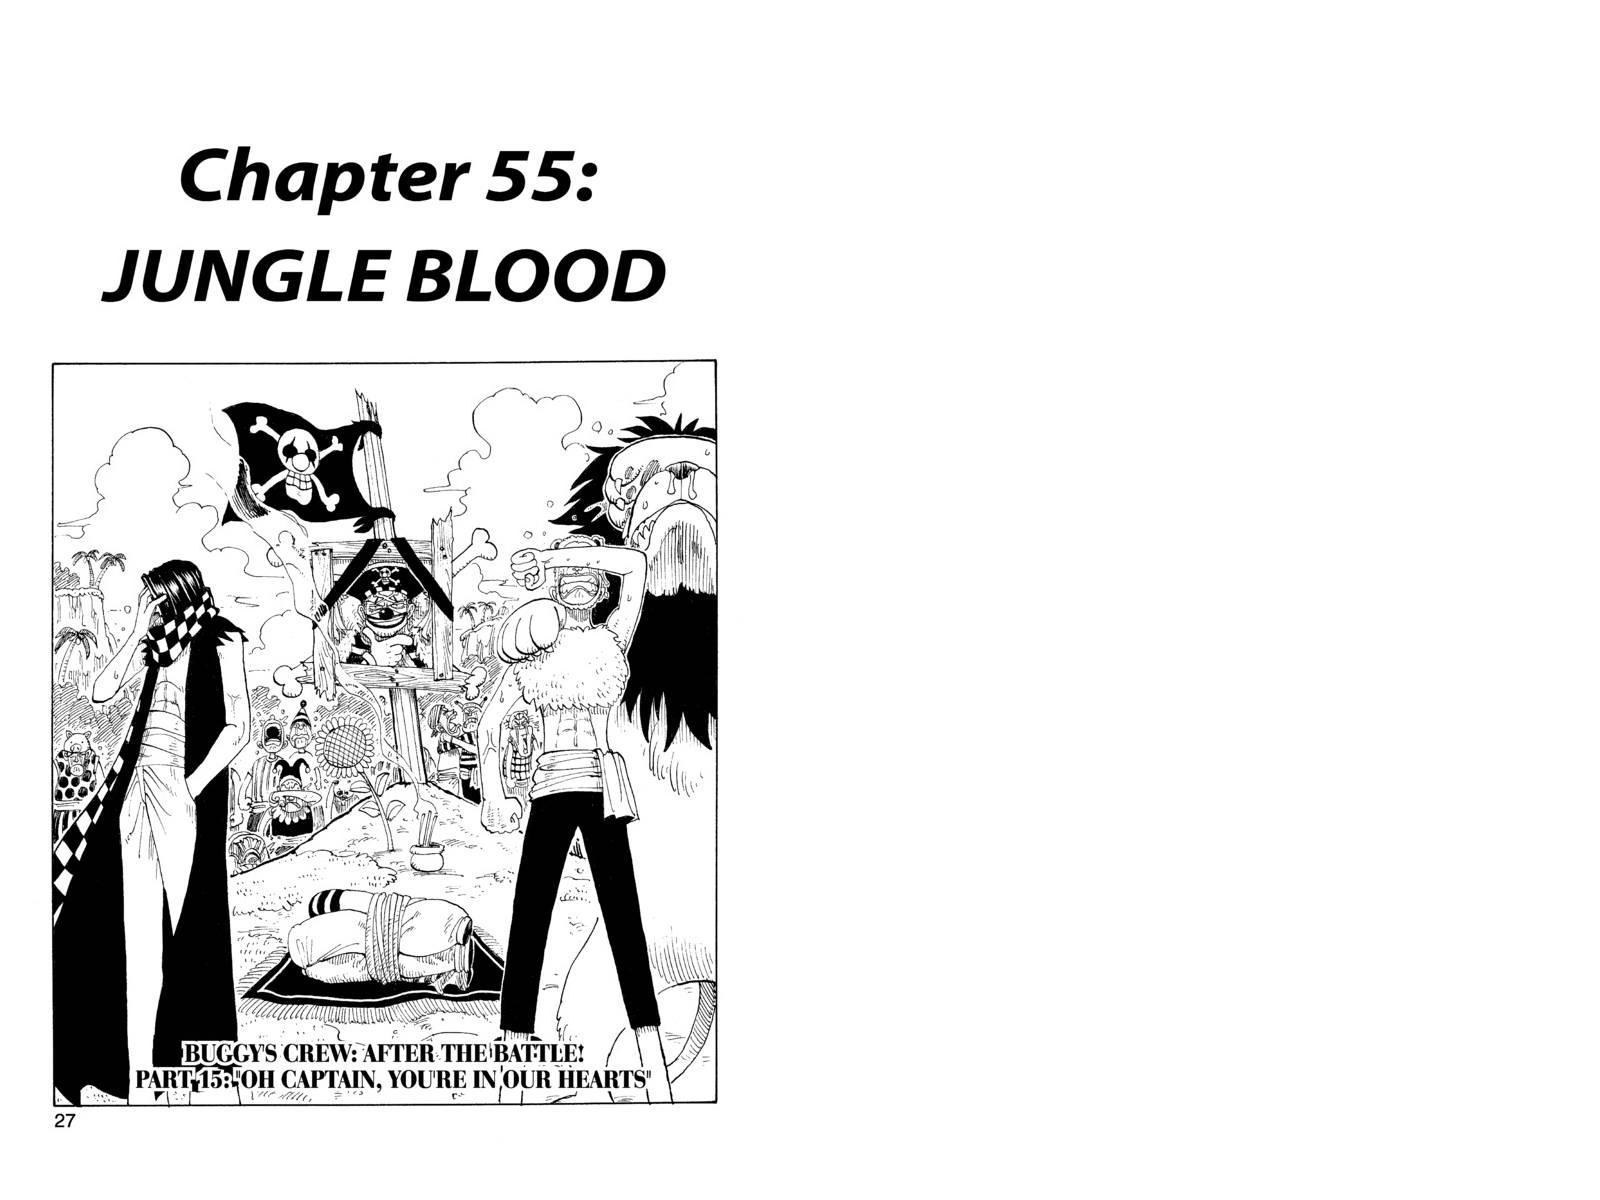 Chapter 55:
JUNGLE BLOOD
BUGGY'S CREW: AFTER THE BATTLE!
PART 15: "OH CAPTAIN, YOU'RE IN OUR HEARTS"
27